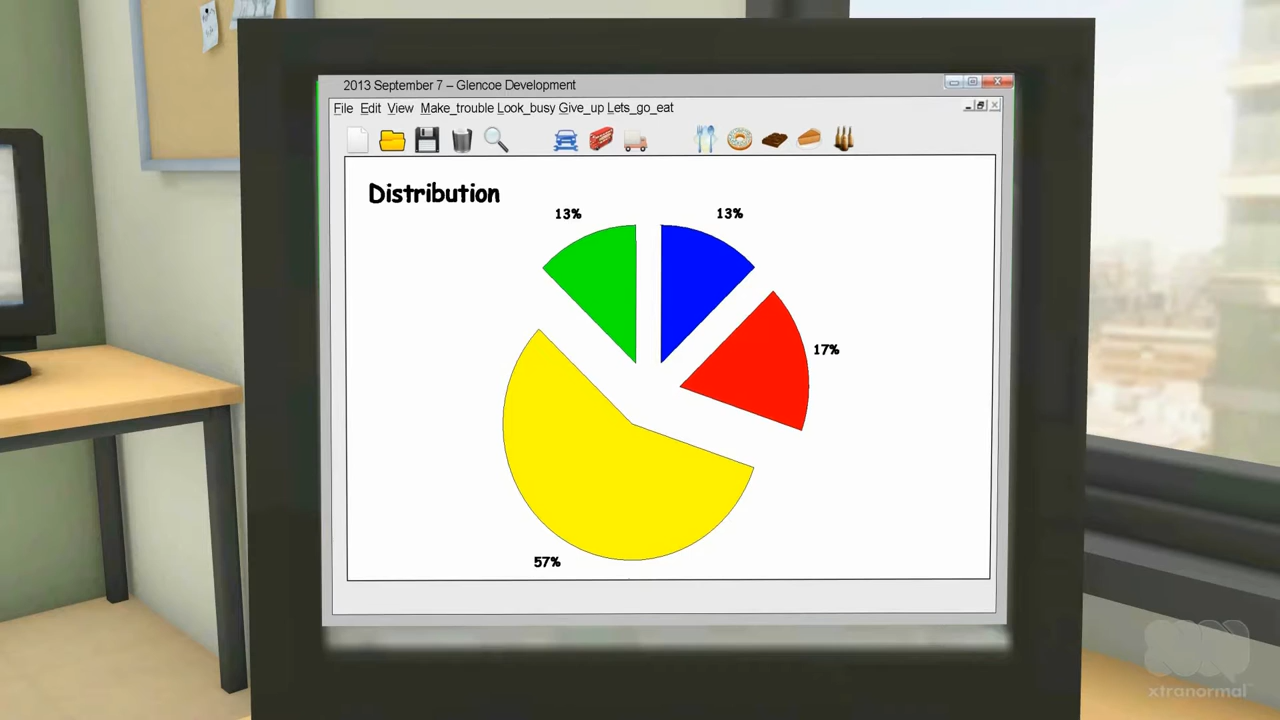 2013 September 7 – Glencoe Development
File Edit View Make_trouble Look_busy Give_up Lets_go_eat
Distribution
13%
13%
17%
57%
xtranormal